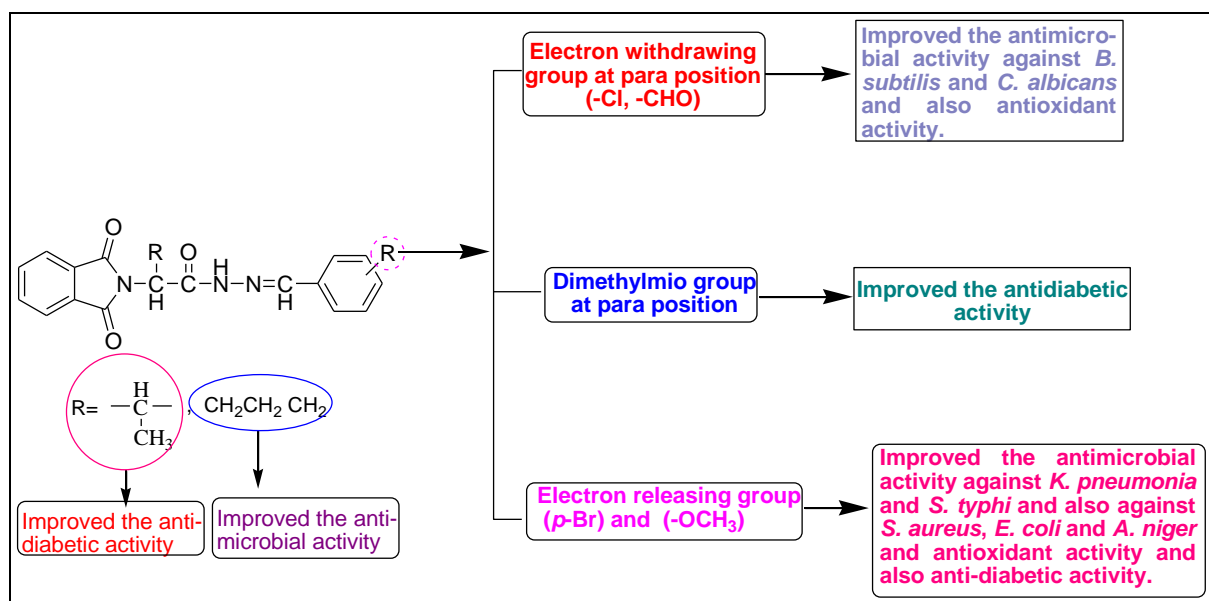 Electron withdrawing
group at para position
(-Cl, -CHO)
Improved the antimicro-
bial activity against B.
subtilis and C. albicans
and also antioxidant
activity.
O
R
O
R
H
N-C-C-NH-N=CH
H
O
Dimethylmio group
at para position
Improved the antidiabetic
activity
R= H
-C- , CH₂CH₂ CH₂
CH₃
Improved the anti-
diabetic activity
Improved the anti-
microbial activity
Electron releasing group
(p-Br) and (-OCH₃)
Improved the antimicrobial
activity against K. pneumonia
and S. typhi and also against
S. aureus, E. coli and A. niger
and antioxidant activity and
also anti-diabetic activity.